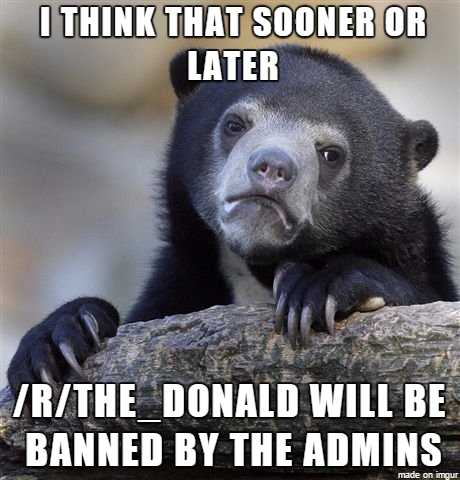 I THINK THAT SOONER OR
LATER
/R/THE_DONALD WILL BE
BANNED BY THE ADMINS
made on imgur